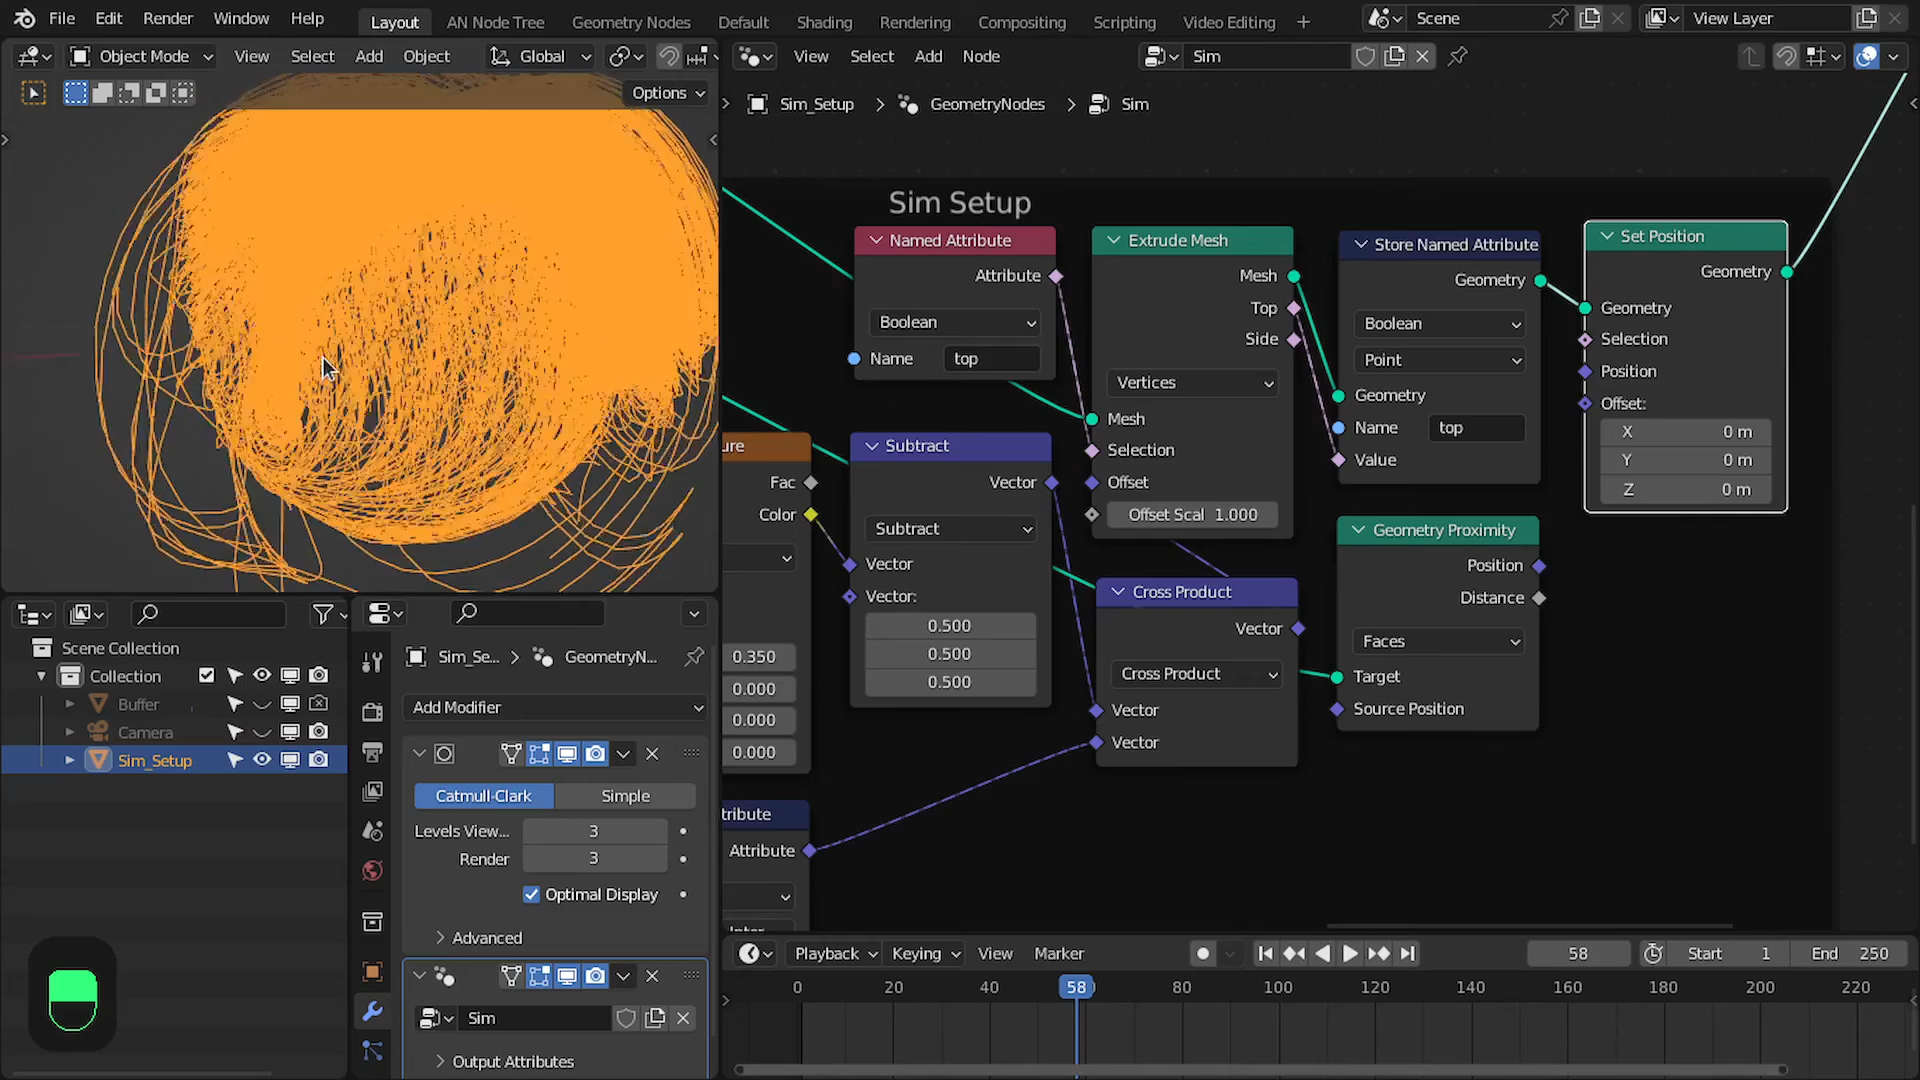 File Edit Render Window Help Layout AN Node Tree Geometry Nodes Default Shading Rendering Compositing Scripting Video Editing + Scene View Layer
Object Mode View Select Add Object Global View Select Add Node Sim
Options
Sim_Setup > GeometryNodes > Sim
Sim Setup
Named Attribute
Attribute
Boolean
Name top
Extrude Mesh
Mesh
Top
Side
Vertices
Mesh
Selection
Offset
Offset Scal 1.000
Store Named Attribute
Geometry
Boolean
Point
Geometry
Name top
Value
Set Position
Geometry
Geometry
Selection
Position
Offset:
X 0 m
Y 0 m
Z 0 m
ure
Fac
Color
0.350
0.000
0.000
0.000
Subtract
Vector
Subtract
Vector
Vector:
0.500
0.500
0.500
Cross Product
Vector
Cross Product
Vector
Vector
Geometry Proximity
Position
Distance
Faces
Target
Source Position
tribute
Attribute
Scene Collection
Collection
Buffer
Camera
Sim_Setup
Sim_Se... > GeometryN...
Add Modifier
Catmull-Clark Simple
Levels View... 3
Render 3
Optimal Display
Advanced
Sim
Output Attributes
Playback Keying View Marker 58 Start 1 End 250
0 20 40 58 80 100 120 140 160 180 200 220